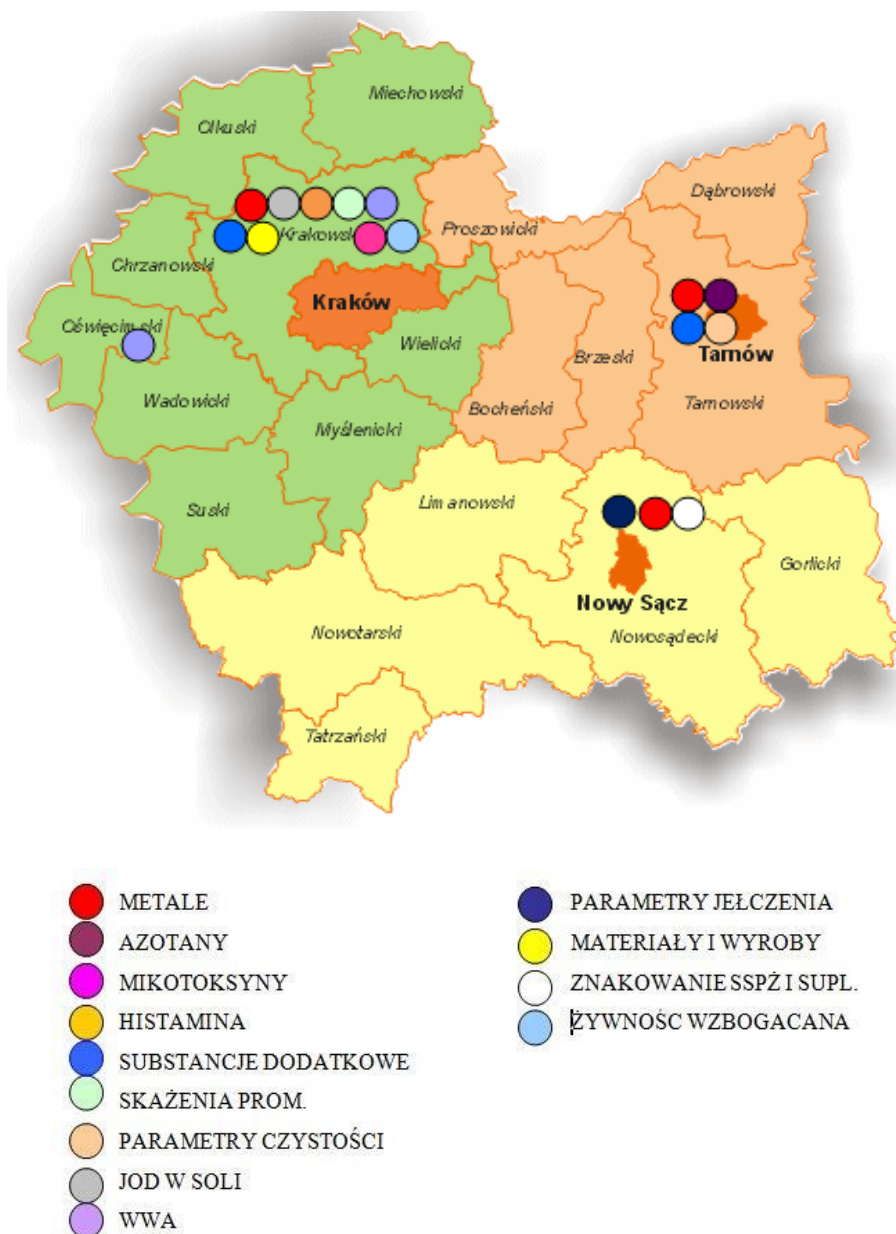 Miechowski
Olkuski
Dąbrowski
Proszowicki
Krakowski
Chrzanowski
Kraków
Oświęcimski
Wielicki
Brzeski
Tarnów
Wadowicki
Bocheński
Tarnowski
Myślenicki
Limanowski
Suski
Gorlicki
Nowy Sącz
Nowotarski
Nowosądecki
Tatrzański
METALE
AZOTANY
MIKOTOKSYNY
HISTAMINA
SUBSTANCJE DODATKOWE
SKAŻENIA PROM.
PARAMETRY CZYSTOŚCI
JOD W SOLI
WWA
PARAMETRY JEŁCZENIA
MATERIAŁY I WYROBY
ZNAKOWANIE SSPŻ I SUPL.
ŻYWNOŚC WZBOGACANA